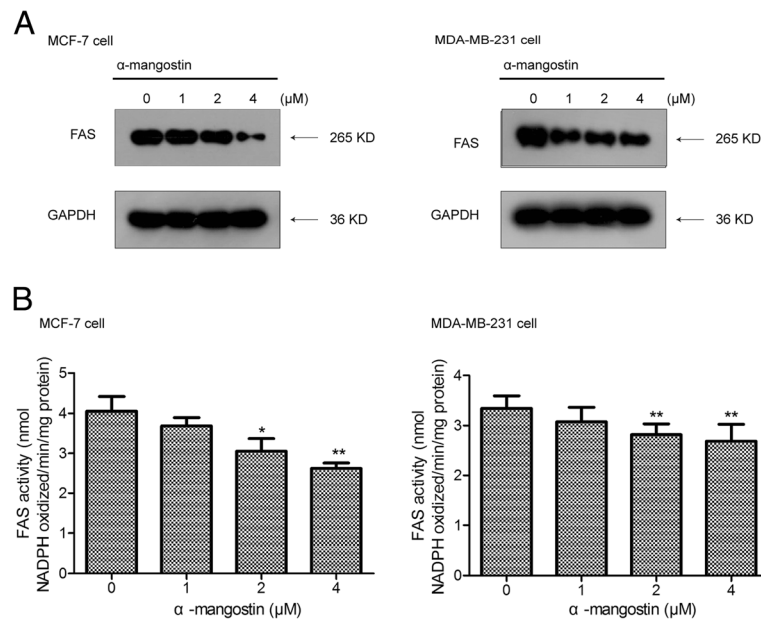 A
MCF-7 cell
α-mangostin
0 1 2 4 (μM)
FAS
265 KD
GAPDH
36 KD
MDA-MB-231 cell
α-mangostin
0 1 2 4 (μM)
FAS
265 KD
GAPDH
36 KD
B
MCF-7 cell
FAS activity (nmol
NADPH oxidized/min/mg protein)
5
4
3
2
1
0
*
**
0 1 2 4
α -mangostin (μM)
MDA-MB-231 cell
FAS activity (nmol
NADPH oxidized/min/mg protein)
4
3
2
1
0
**
**
0 1 2 4
α -mangostin (μM)